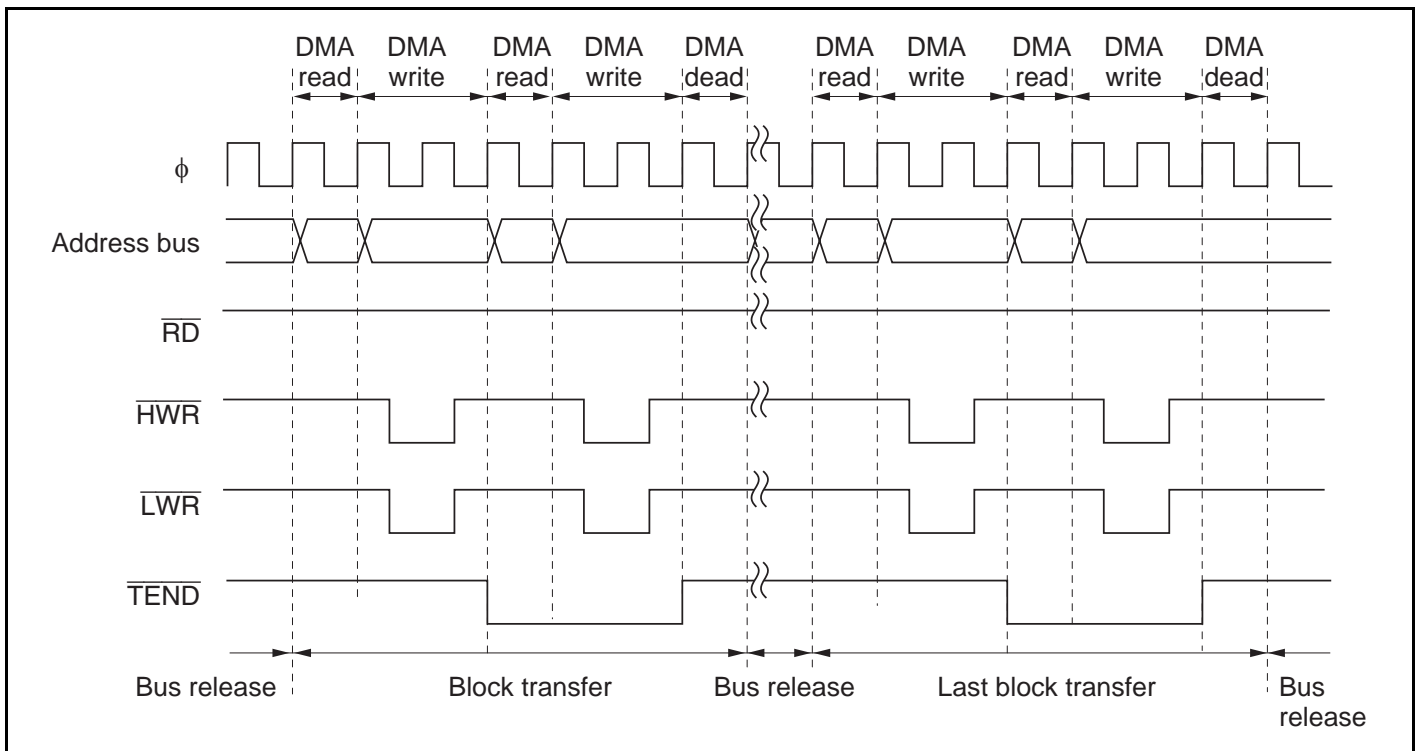 DMA read DMA write DMA read DMA write DMA dead DMA read DMA write DMA read DMA write DMA dead
φ
Address bus
RD
HWR
LWR
TEND
Bus release Block transfer Bus release Last block transfer Bus release